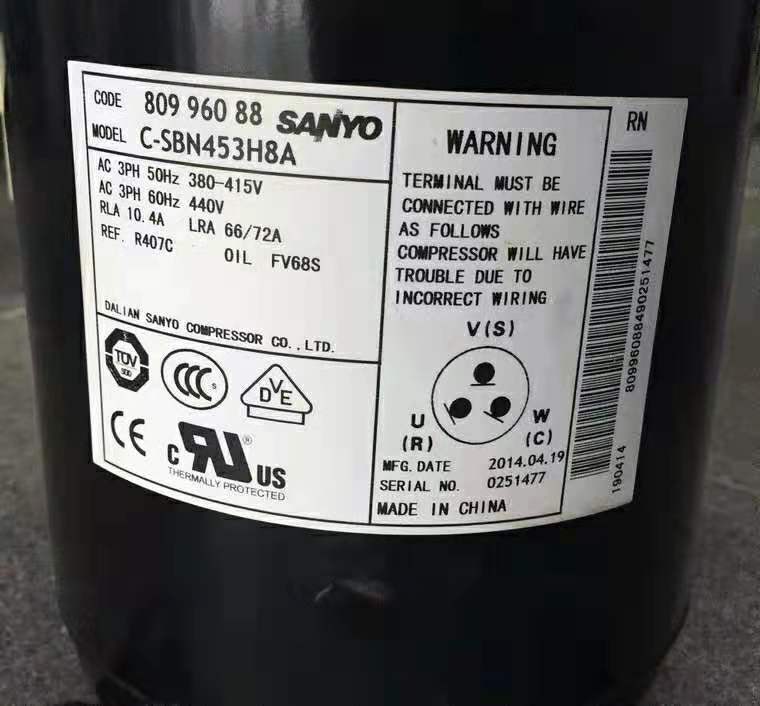 CODE 809 960 88 SANYO
MODEL C-SBN453H8A
AC 3PH 50Hz 380-415V
AC 3PH 60Hz 440V
RLA 10.4A LRA 66/72A
REF. R407C OIL FV68S
DALIAN SANYO COMPRESSOR CO.,LTD.
TÜV
CCC S
DVE
CE
C RU ® US
THERMALLY PROTECTED
WARNING
TERMINAL MUST BE
CONNECTED WITH WIRE
AS FOLLOWS
COMPRESSOR WILL HAVE
TROUBLE DUE TO
INCORRECT WIRING
V(S)
U W
(R) (C)
MFG. DATE 2014.04.19
SERIAL NO. 0251477
MADE IN CHINA
RN
80996088490251477
190414